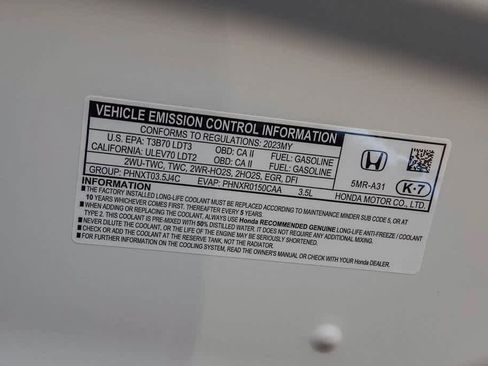 VEHICLE EMISSION CONTROL INFORMATION
CONFORMS TO REGULATIONS: 2023MY
U.S. EPA: T3B70 LDT3 OBD: CA II FUEL: GASOLINE
CALIFORNIA: ULEV70 LDT2 OBD: CA II FUEL: GASOLINE
2WU-TWC, TWC, 2WR-HO2S, 2HO2S, EGR, DFI
GROUP: PHNXT03.5J4C EVAP: PHNXR0150CAA 3.5L
5MR-A31
K-7
HONDA MOTOR CO., LTD.
IMPORTANT INFORMATION
■ THE FACTORY INSTALLED LONG-LIFE COOLANT MUST BE REPLACED ACCORDING TO MAINTENANCE MINDER SUB CODE 5, OR AT
10 YEARS WHICHEVER COMES FIRST. THEREAFTER EVERY 5 YEARS.
■ WHEN ADDING OR REPLACING THE COOLANT, ALWAYS USE Honda RECOMMENDED GENUINE LONG-LIFE ANTI-FREEZE / COOLANT
TYPE 2. THIS COOLANT IS PRE-MIXED WITH 50% DISTILLED WATER. IT DOES NOT REQUIRE ANY ADDITIONAL MIXING.
■ NEVER DILUTE THE COOLANT, OR THE LIFE OF THE ENGINE MAY BE SERIOUSLY SHORTENED.
■ CHECK OR ADD THE COOLANT AT THE RESERVE TANK, NOT THE RADIATOR.
■ FOR FURTHER INFORMATION ON THE COOLING SYSTEM, READ THE OWNER'S MANUAL OR CHECK WITH YOUR Honda DEALER.